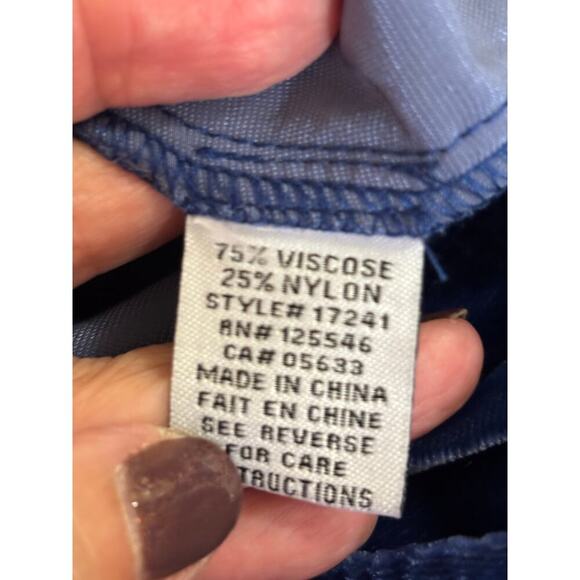 75% VISCOSE
25% NYLON
STYLE# 17241
RN# 125546
CA# 05633
MADE IN CHINA
FAIT EN CHINE
SEE REVERSE
FOR CARE
TRUCTIONS